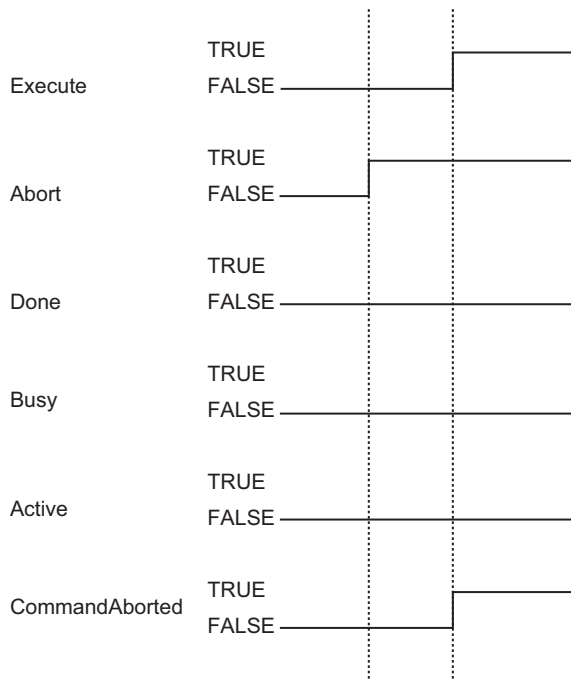 TRUE
Execute
FALSE
TRUE
Abort
FALSE
TRUE
Done
FALSE
TRUE
Busy
FALSE
TRUE
Active
FALSE
TRUE
CommandAborted
FALSE